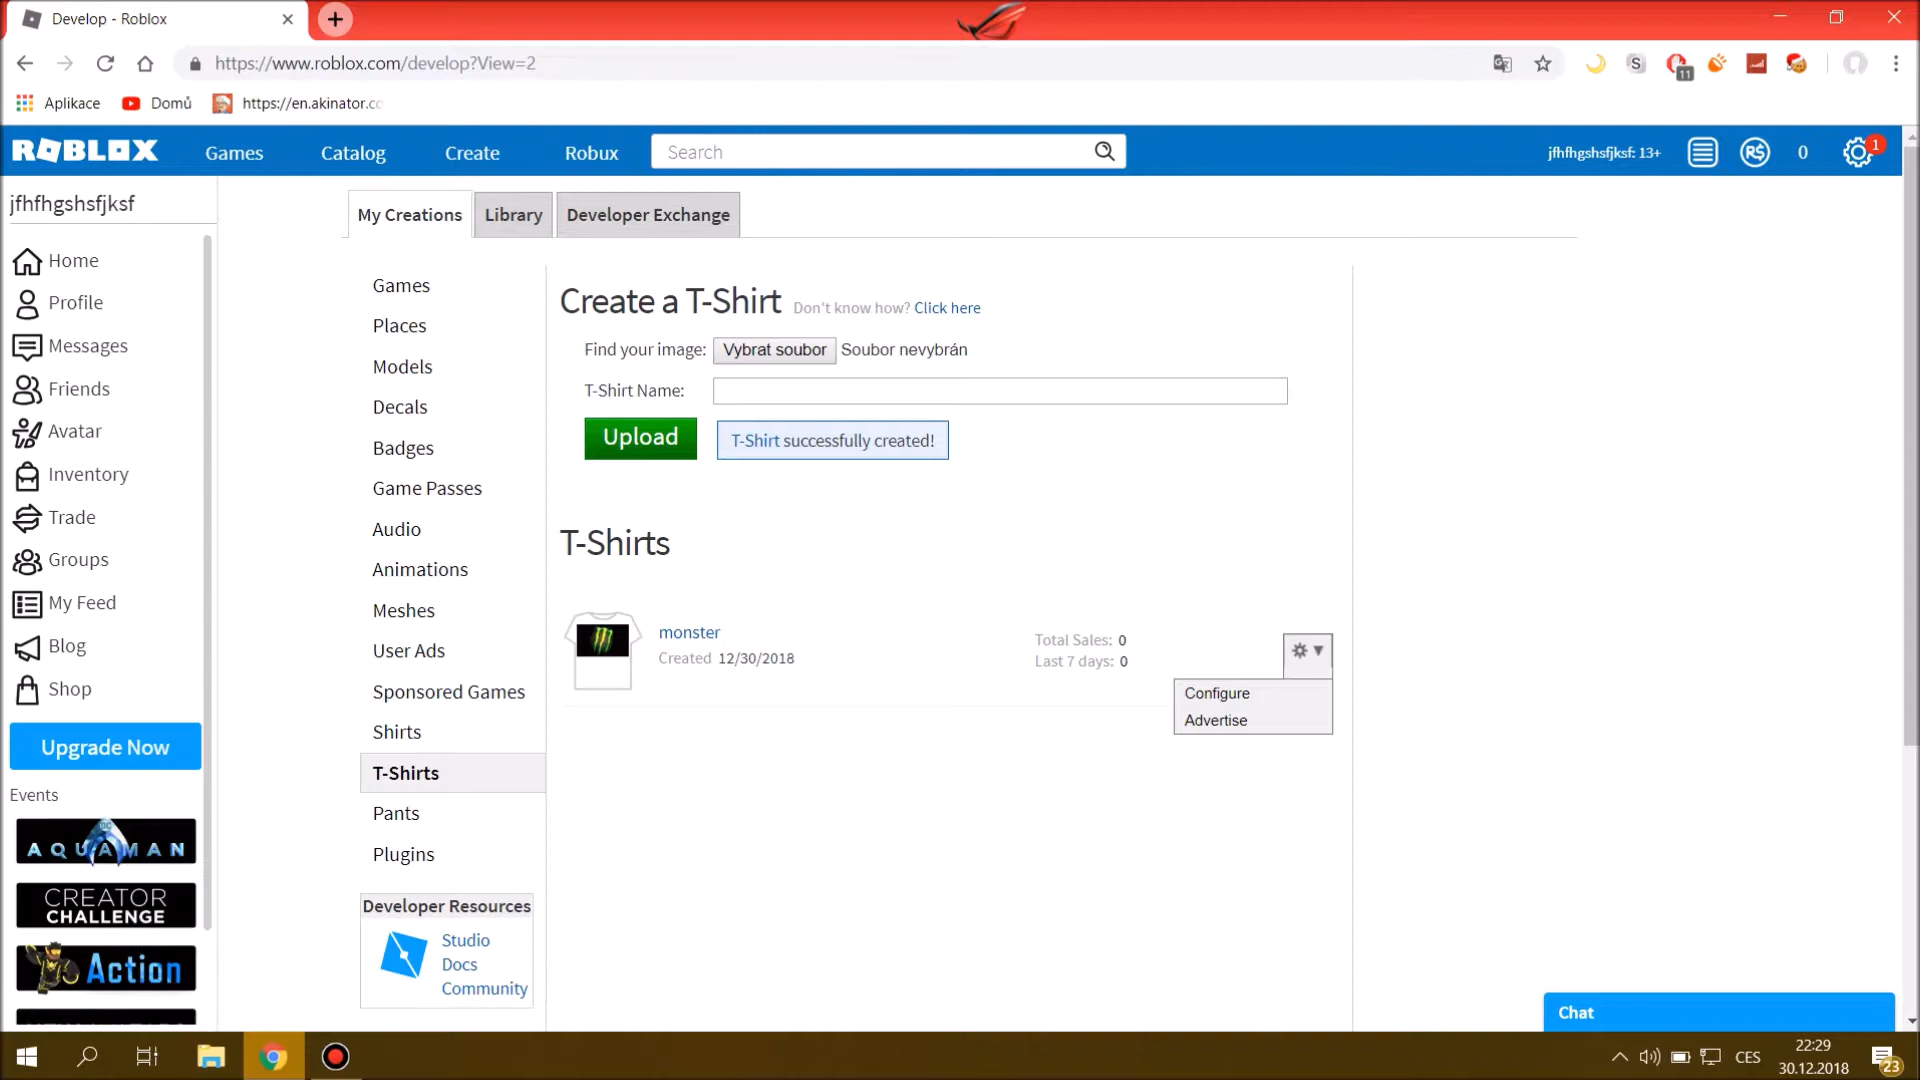 Develop - Roblox
https://www.roblox.com/develop?View=2
11
Aplikace
Domů
https://en.akinator.co
ROBLOX
Games
Catalog
Create
Robux
Search
jfhfhgshsfjksf: 13+
R$
0
1
jfhfhgshsfjksf
Home
Profile
Messages
Friends
Avatar
Inventory
Trade
Groups
My Feed
Blog
Shop
Upgrade Now
Events
AQUAMAN
CREATOR
CHALLENGE
Action
My Creations
Library
Developer Exchange
Games
Places
Models
Decals
Badges
Game Passes
Audio
Animations
Meshes
User Ads
Sponsored Games
Shirts
T-Shirts
Pants
Plugins
Developer Resources
Studio
Docs
Community
Create a T-Shirt Don't know how? Click here
Find your image: Vybrat soubor Soubor nevybrán
T-Shirt Name:
Upload
T-Shirt successfully created!
T-Shirts
monster
Created 12/30/2018
Total Sales: 0
Last 7 days: 0
Configure
Advertise
Chat
CES
22:29
30.12.2018
23